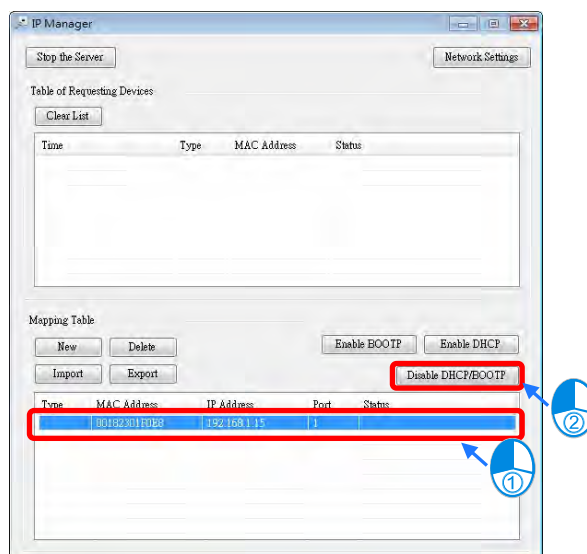 IP Manager
Stop the Server Network Settings
Table of Requesting Devices
Clear List
Time Type MAC Address Status
Mapping Table
New Delete Enable BOOTP Enable DHCP
Import Export Disable DHCP/BOOTP
Type MAC Address IP Address Port Status
00182301F0E8 192.168.1.15 1
②
①